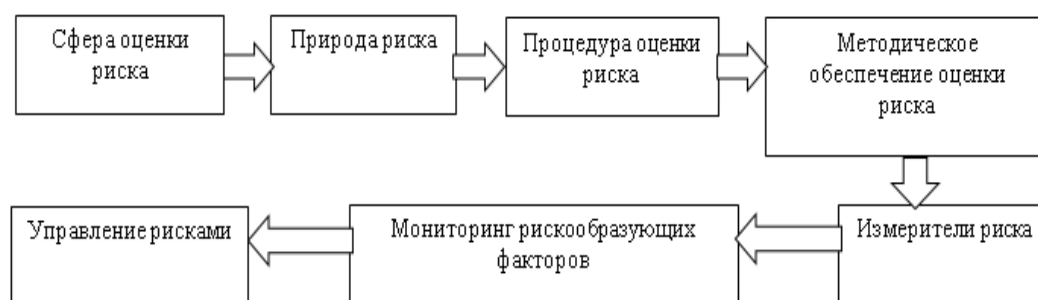 Сфера оценки
риска
Природа риска
Процедура оценки
риска
Методическое
обеспечение оценки
риска
Управление рисками
Мониторинг рискообразующих
факторов
Измерители риска